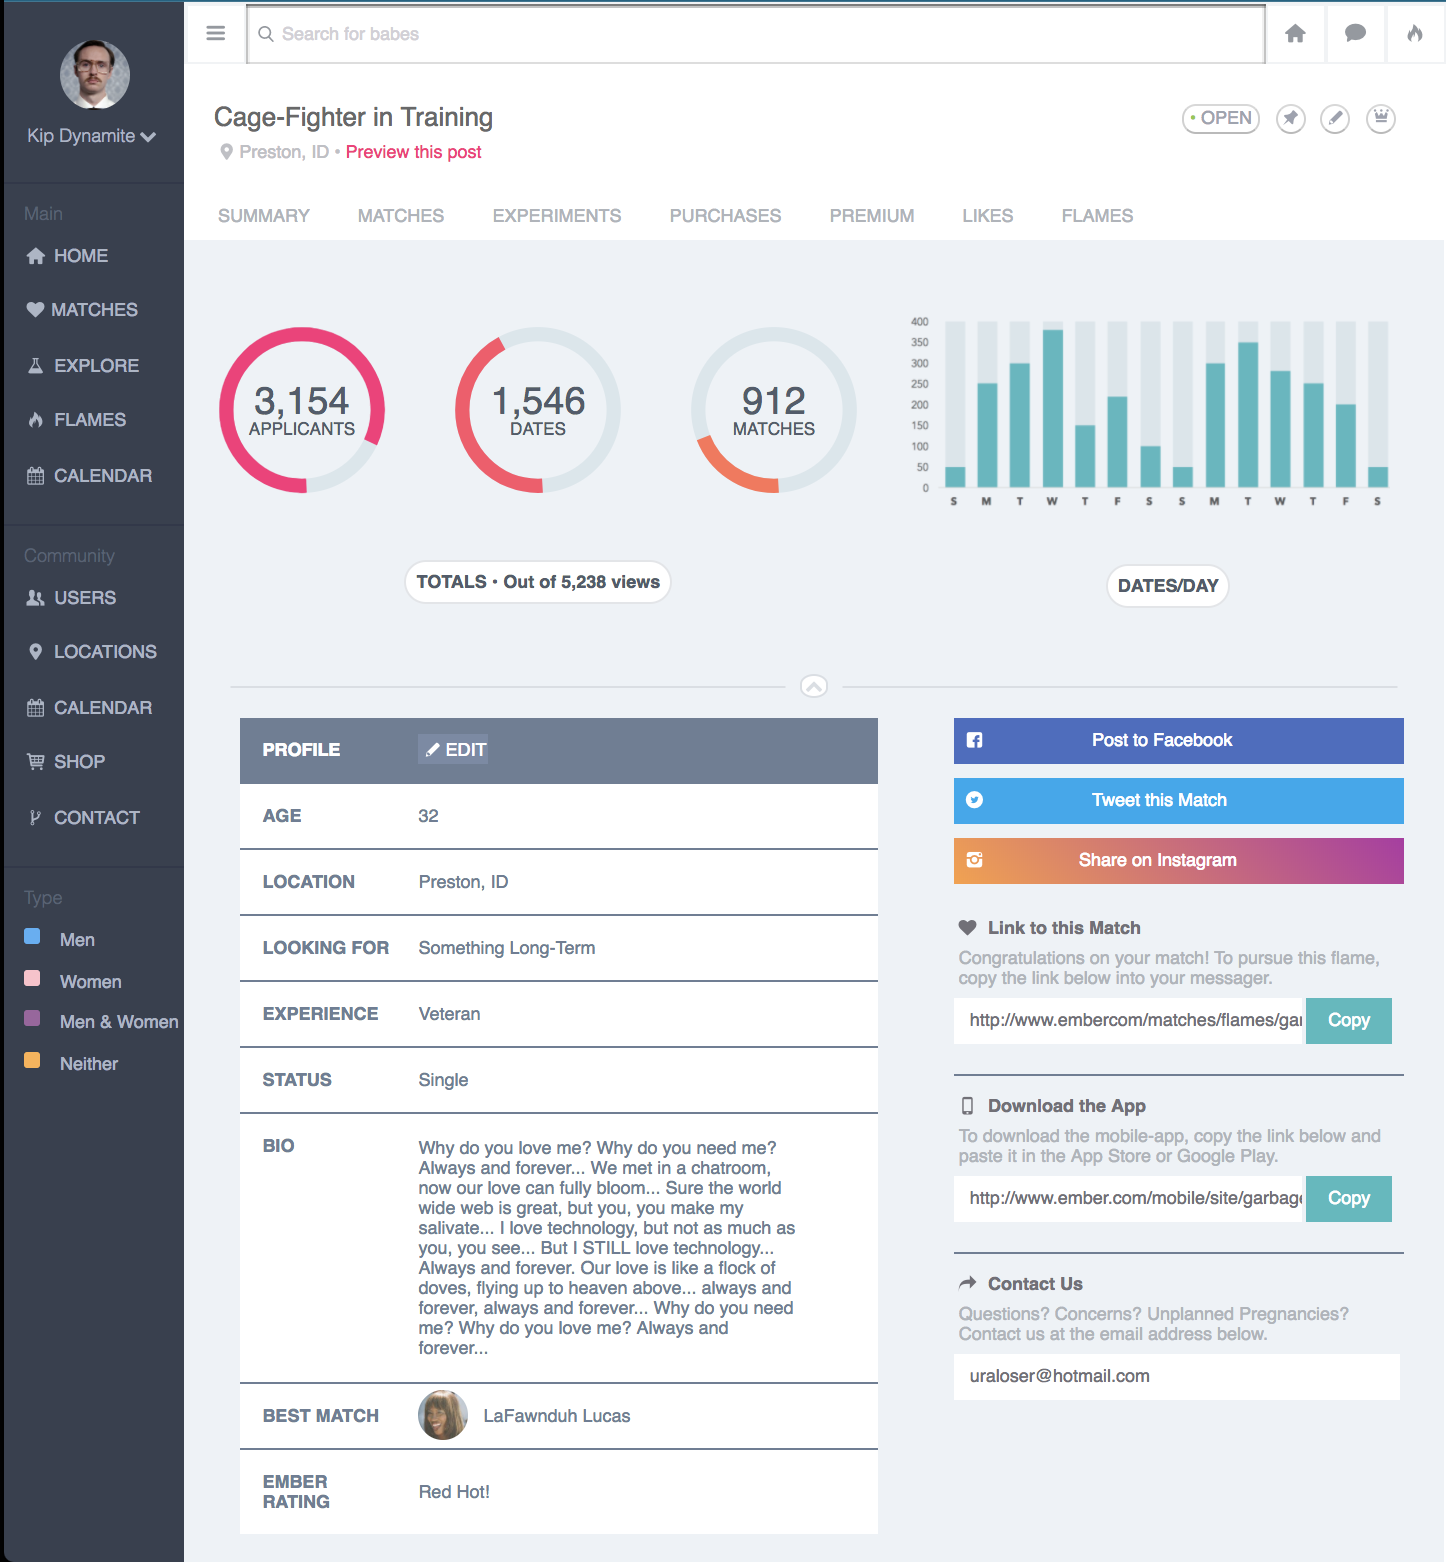 Kip Dynamite
Main
HOME
MATCHES
EXPLORE
FLAMES
CALENDAR
Community
USERS
LOCATIONS
CALENDAR
SHOP
CONTACT
Type
Men
Women
Men & Women
Neither
Search for babes
Cage-Fighter in Training
• OPEN
Preston, ID • Preview this post
SUMMARY MATCHES EXPERIMENTS PURCHASES PREMIUM LIKES FLAMES
3,154
APPLICANTS
1,546
DATES
912
MATCHES
TOTALS • Out of 5,238 views
400
350
300
250
200
150
100
50
0
S M T W T F S S M T W T F S
DATES/DAY
PROFILE EDIT
AGE 32
LOCATION Preston, ID
LOOKING FOR Something Long-Term
EXPERIENCE Veteran
STATUS Single
BIO Why do you love me? Why do you need me?
Always and forever... We met in a chatroom,
now our love can fully bloom... Sure the world
wide web is great, but you, you make my
salivate... I love technology, but not as much as
you, you see... But I STILL love technology...
Always and forever. Our love is like a flock of
doves, flying up to heaven above... always and
forever, always and forever... Why do you need
me? Why do you love me? Always and
forever...
BEST MATCH LaFawnduh Lucas
EMBER
RATING
Red Hot!
Post to Facebook
Tweet this Match
Share on Instagram
Link to this Match
Congratulations on your match! To pursue this flame,
copy the link below into your messager.
http://www.embercom/matches/flames/gar Copy
Download the App
To download the mobile-app, copy the link below and
paste it in the App Store or Google Play.
http://www.ember.com/mobile/site/garbage Copy
Contact Us
Questions? Concerns? Unplanned Pregnancies?
Contact us at the email address below.
uraloser@hotmail.com